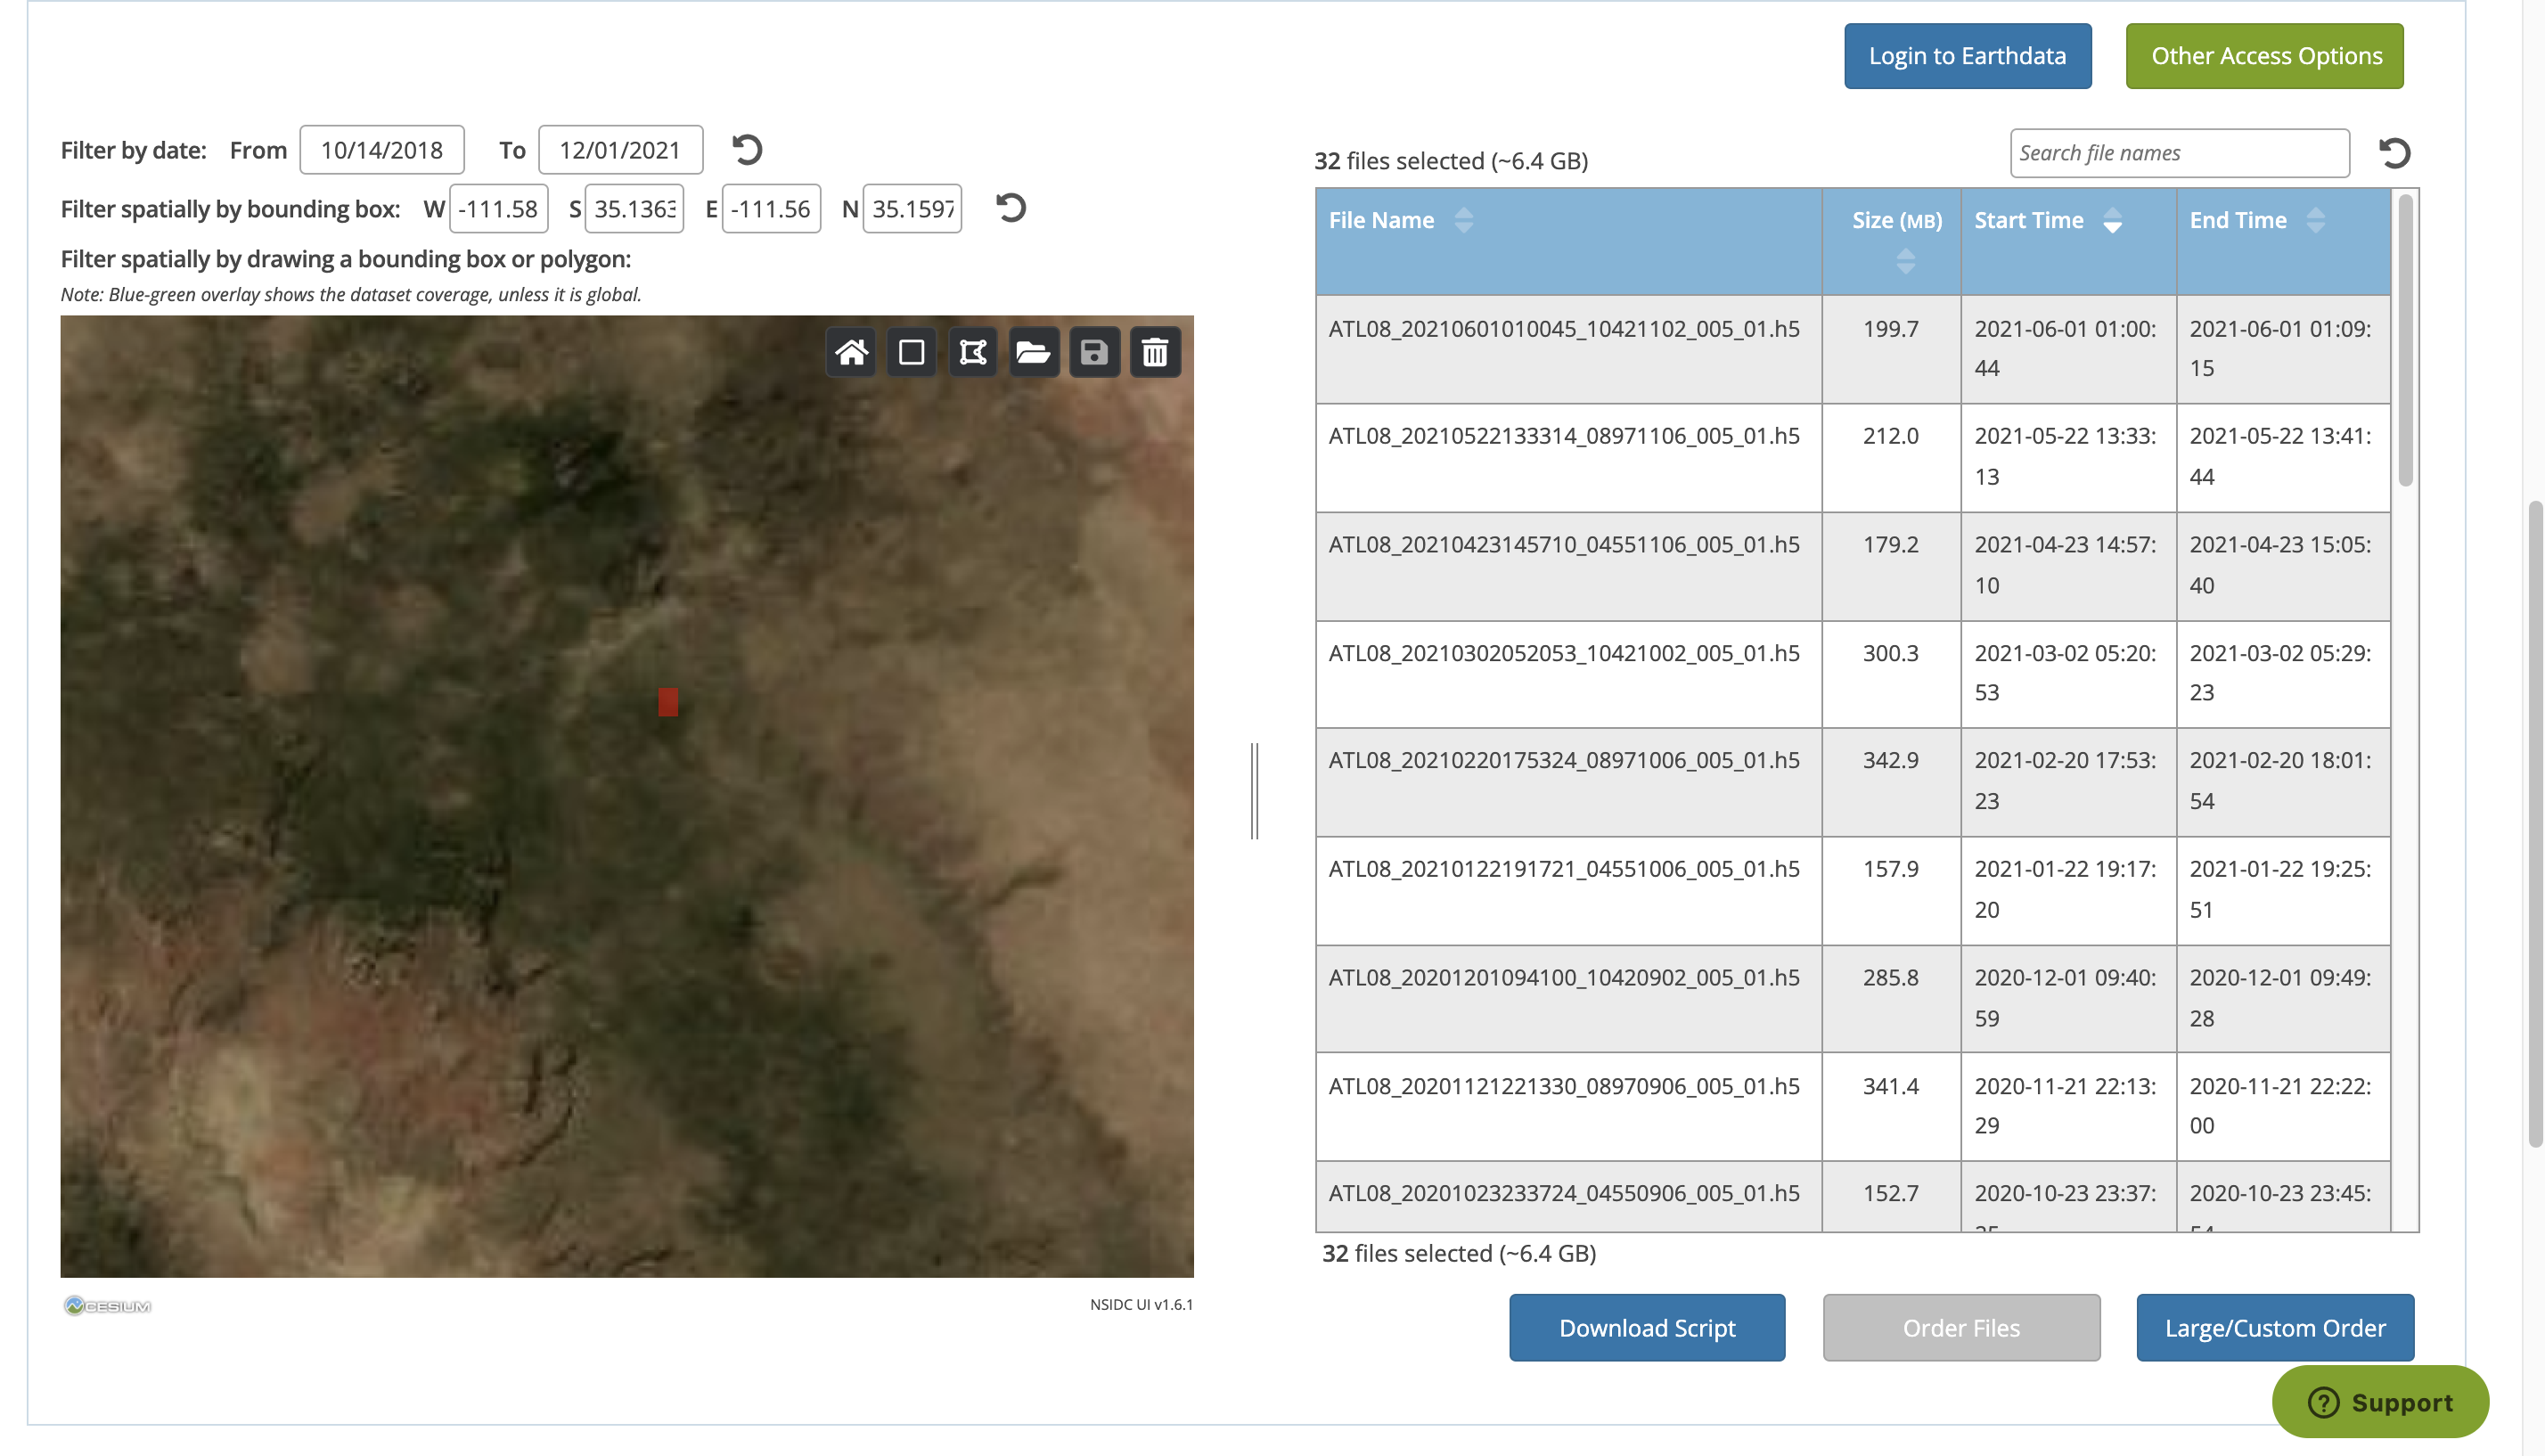 Login to Earthdata
Other Access Options
Filter by date: From 10/14/2018 To 12/01/2021
Filter spatially by bounding box: W -111.58 S 35.1363 E -111.56 N 35.1597
Filter spatially by drawing a bounding box or polygon:
Note: Blue-green overlay shows the dataset coverage, unless it is global.
CESIUM
NSIDC UI v1.6.1
32 files selected (~6.4 GB)
Search file names
File Name Size (MB) Start Time End Time
ATL08_20210601010045_10421102_005_01.h5 199.7 2021-06-01 01:00: 2021-06-01 01:09:
44 15
ATL08_20210522133314_08971106_005_01.h5 212.0 2021-05-22 13:33: 2021-05-22 13:41:
13 44
ATL08_20210423145710_04551106_005_01.h5 179.2 2021-04-23 14:57: 2021-04-23 15:05:
10 40
ATL08_20210302052053_10421002_005_01.h5 300.3 2021-03-02 05:20: 2021-03-02 05:29:
53 23
ATL08_20210220175324_08971006_005_01.h5 342.9 2021-02-20 17:53: 2021-02-20 18:01:
23 54
ATL08_20210122191721_04551006_005_01.h5 157.9 2021-01-22 19:17: 2021-01-22 19:25:
20 51
ATL08_20201201094100_10420902_005_01.h5 285.8 2020-12-01 09:40: 2020-12-01 09:49:
59 28
ATL08_20201121221330_08970906_005_01.h5 341.4 2020-11-21 22:13: 2020-11-21 22:22:
29 00
ATL08_20201023233724_04550906_005_01.h5 152.7 2020-10-23 23:37: 2020-10-23 23:45:
32 files selected (~6.4 GB)
Download Script
Order Files
Large/Custom Order
Support